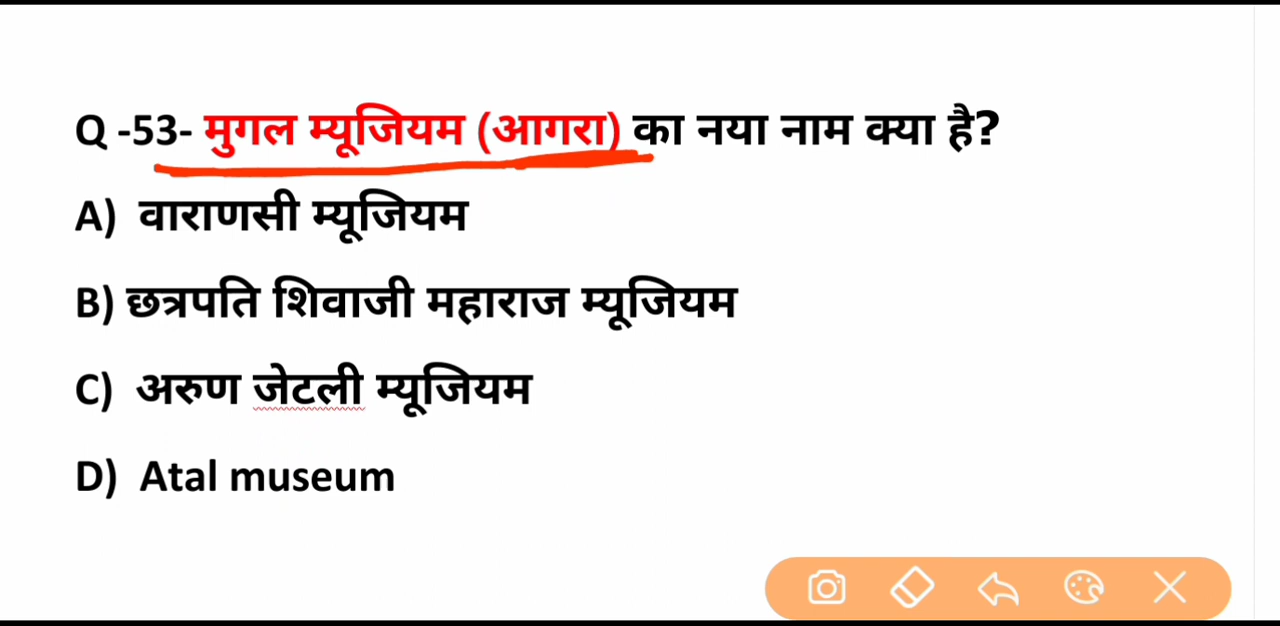 Q -53- मुगल म्यूजियम (आगरा) का नया नाम क्या है?
A) वाराणसी म्यूजियम
B) छत्रपति शिवाजी महाराज म्यूजियम
C) अरुण जेटली म्यूजियम
D) Atal museum